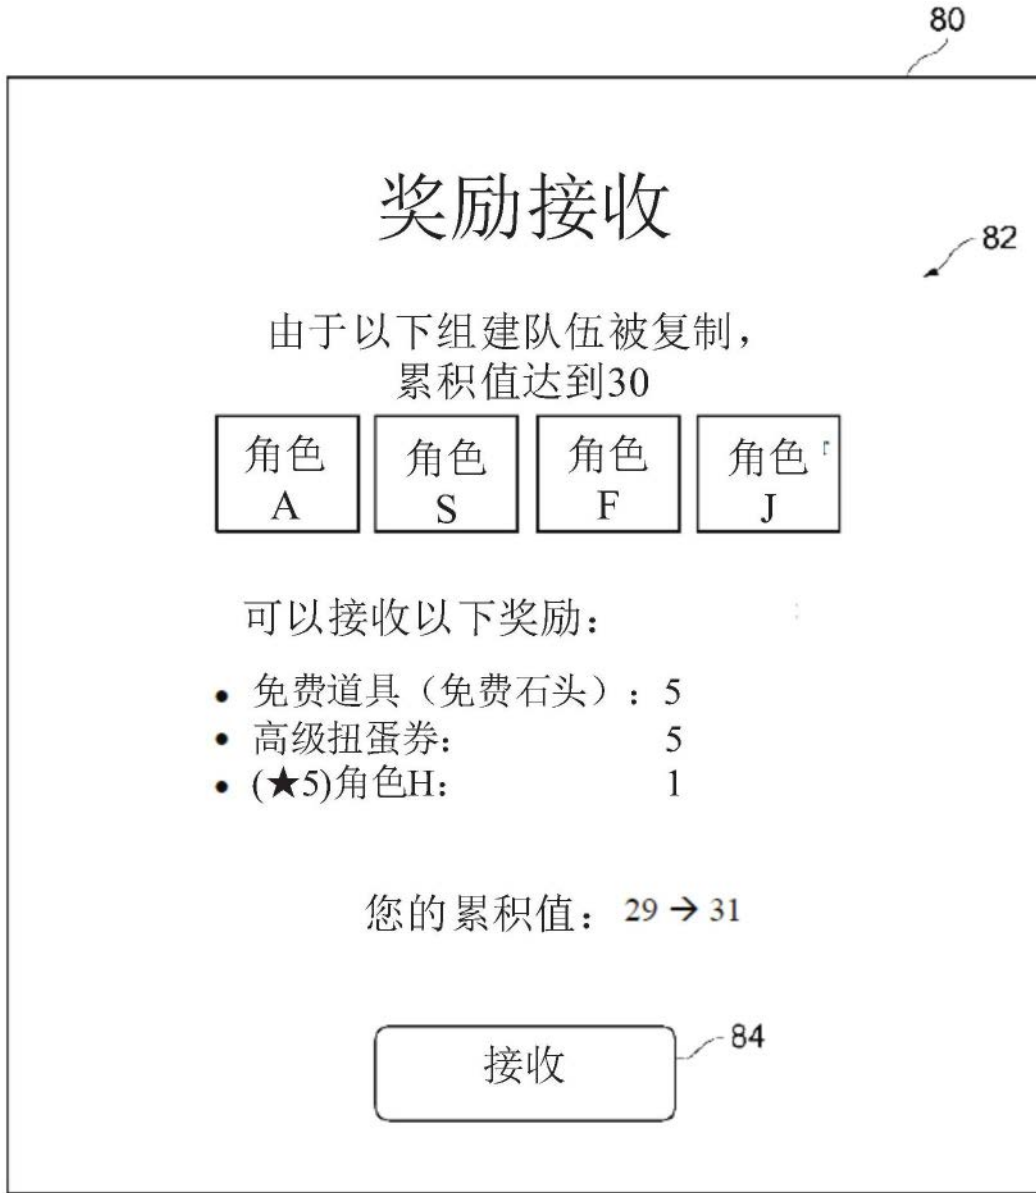 80
奖励接收
82
由于以下组建队伍被复制，
累积值达到30
角色 角色 角色 角色
A S F J
可以接收以下奖励：
• 免费道具（免费石头）：5
• 高级扭蛋券： 5
• (★5)角色H： 1
您的累积值： 29 → 31
接收
84